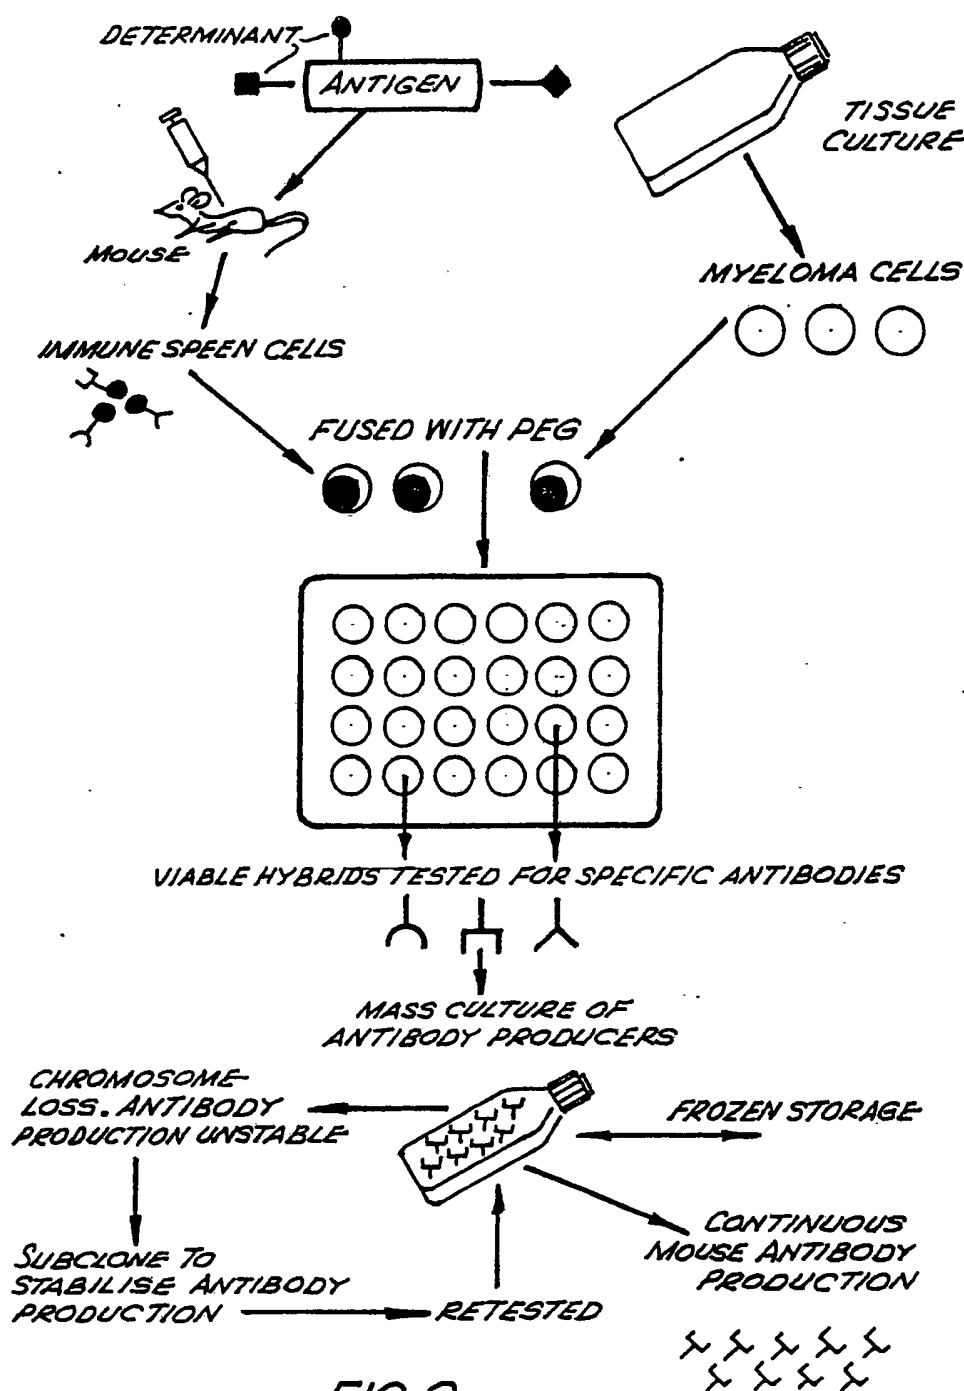 DETERMINANT
ANTIGEN
TISSUE
CULTURE
MOUSE
MYELOMA CELLS
IMMUNE SPEEN CELLS
FUSED WITH PEG
VIABLE HYBRIDS TESTED FOR SPECIFIC ANTIBODIES
MASS CULTURE OF
ANTIBODY PRODUCERS
CHROMOSOME
LOSS. ANTIBODY
PRODUCTION UNSTABLE
FROZEN STORAGE
SUBCLONE TO
STABILISE ANTIBODY
PRODUCTION
RETESTED
CONTINUOUS
MOUSE ANTIBODY
PRODUCTION